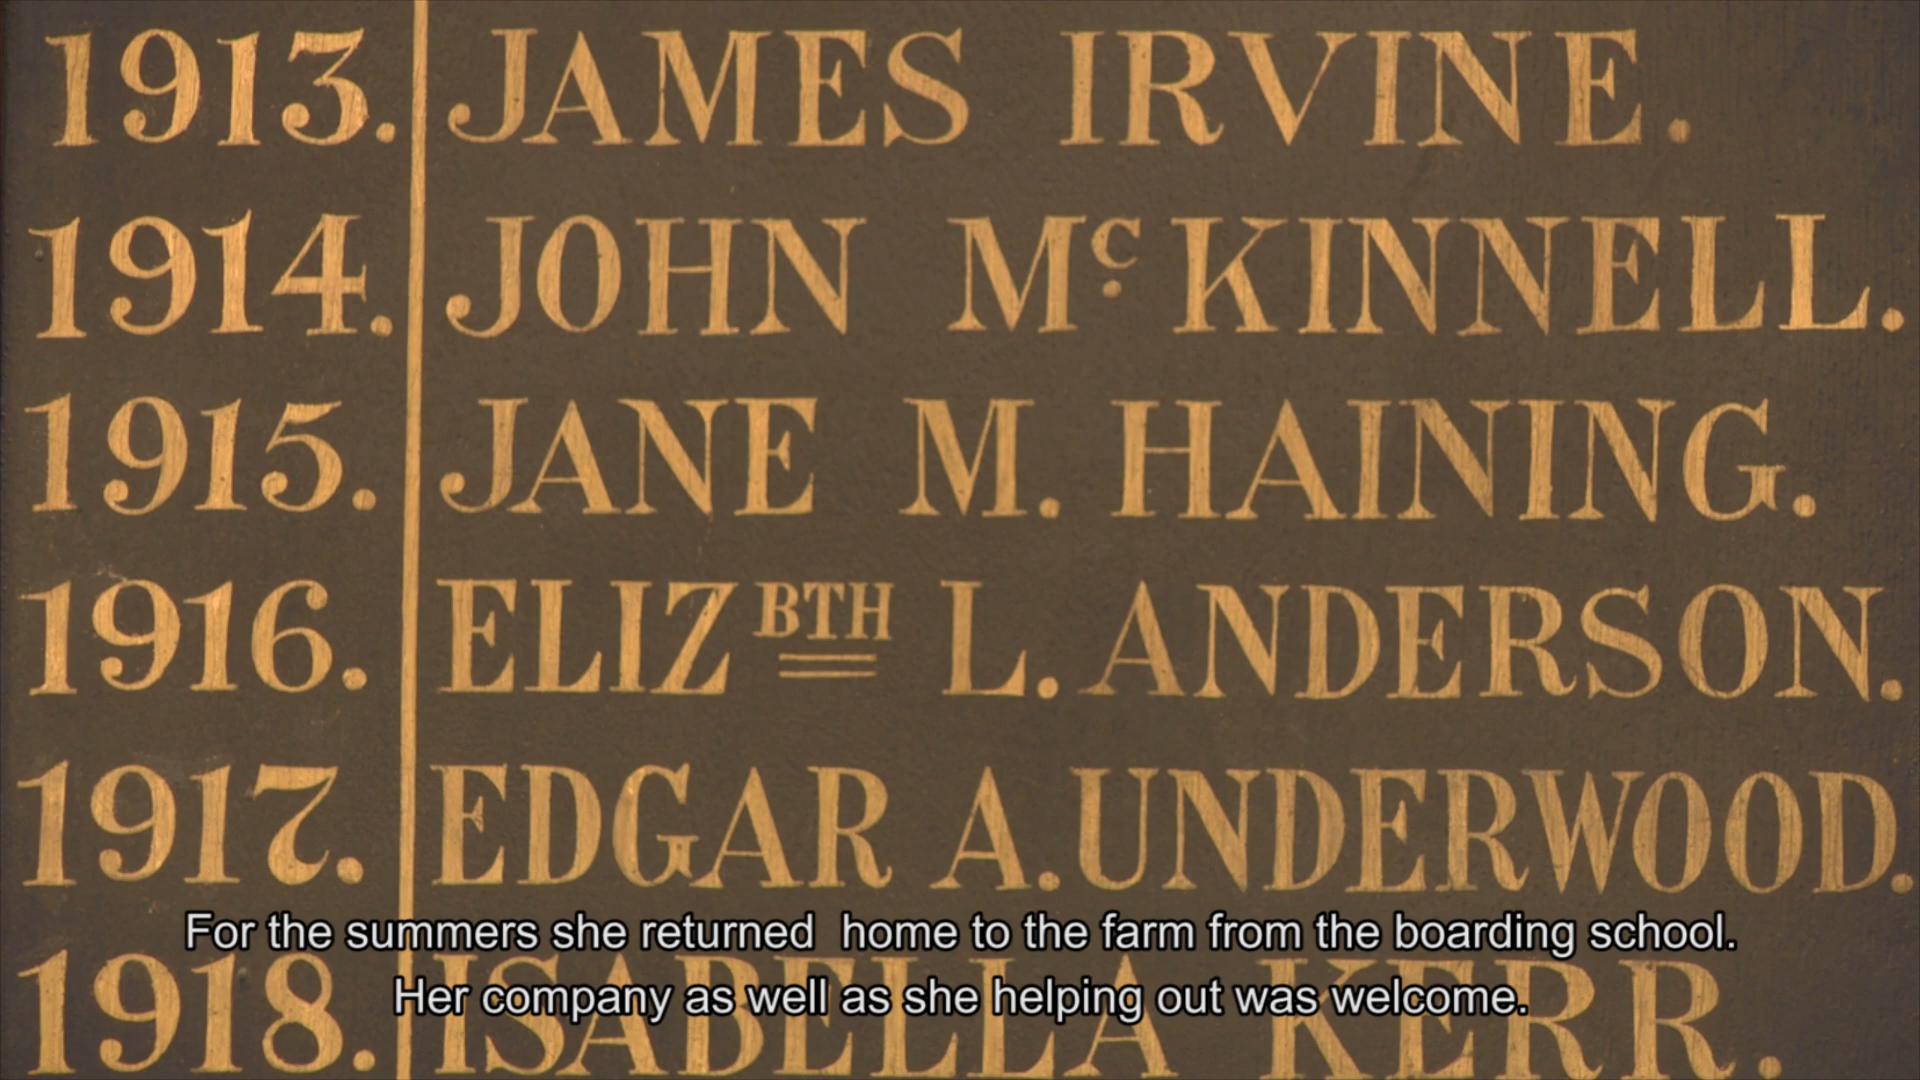 1913. JAMES IRVINE.
1914. JOHN Mc KINNELL.
1915. JANE M. HAINING.
1916. ELIZBTH L. ANDERSON.
1917. EDGAR A. UNDERWOOD.
1918. ISABELLA KERR.
For the summers she returned  home to the farm from the boarding school.
Her company as well as she helping out was welcome.